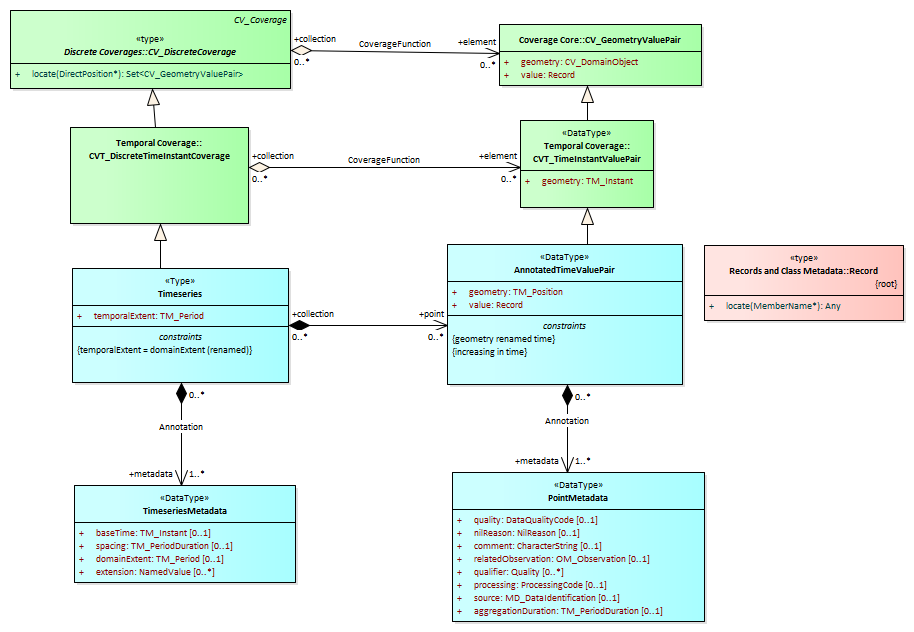 CV_Coverage
«type»
Discrete Coverages::CV_DiscreteCoverage
+ locate(DirectPosition*): Set<CV_GeometryValuePair>
+collection
0..*
CoverageFunction
+element
0..*
Coverage Core::CV_GeometryValuePair
+ geometry: CV_DomainObject
+ value: Record
Temporal Coverage::
CVT_DiscreteTimeInstantCoverage
+collection
0..*
CoverageFunction
+element
0..*
«DataType»
Temporal Coverage::
CVT_TimeInstantValuePair
+ geometry: TM_Instant
«Type»
Timeseries
+ temporalExtent: TM_Period
constraints
{temporalExtent = domainExtent (renamed)}
+collection
0..*
+point
0..*
«DataType»
AnnotatedTimeValuePair
+ geometry: TM_Position
+ value: Record
constraints
{geometry renamed time}
{increasing in time}
«type»
Records and Class Metadata::Record
{root}
+ locate(MemberName*): Any
0..*
Annotation
+metadata
1..*
0..*
Annotation
+metadata
1..*
«DataType»
TimeseriesMetadata
+ baseTime: TM_Instant [0..1]
+ spacing: TM_PeriodDuration [0..1]
+ domainExtent: TM_Period [0..1]
+ extension: NamedValue [0..*]
«DataType»
PointMetadata
+ quality: DataQualityCode [0..1]
+ nilReason: NilReason [0..1]
+ comment: CharacterString [0..1]
+ relatedObservation: OM_Observation [0..1]
+ qualifier: Quality [0..*]
+ processing: ProcessingCode [0..1]
+ source: MD_DataIdentification [0..1]
+ aggregationDuration: TM_PeriodDuration [0..1]